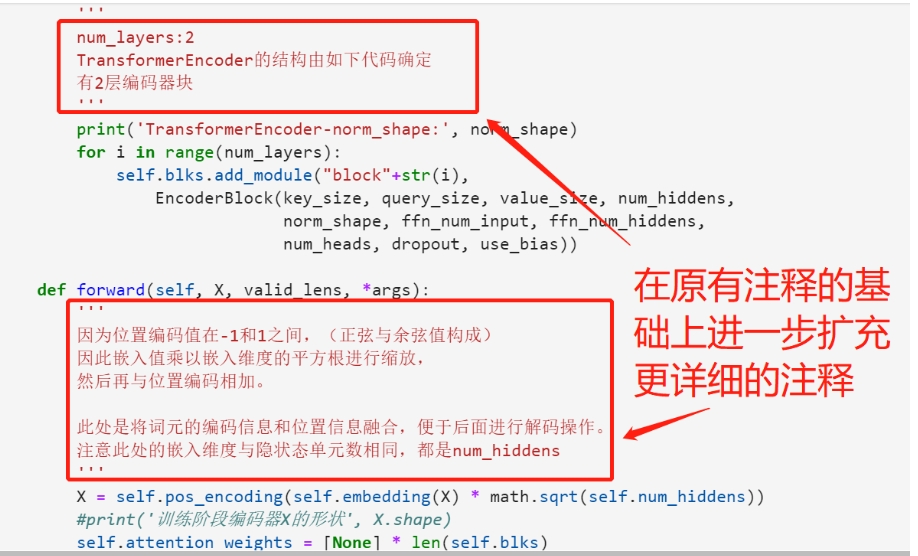 '''
num_layers:2
TransformerEncoder的结构由如下代码确定
有2层编码器块
'''
print('TransformerEncoder-norm_shape:', norm_shape)
for i in range(num_layers):
self.blks.add_module("block"+str(i),
EncoderBlock(key_size, query_size, value_size, num_hiddens,
norm_shape, ffn_num_input, ffn_num_hiddens,
num_heads, dropout, use_bias))
def forward(self, X, valid_lens, *args):
'''
因为位置编码值在-1和1之间，（正弦与余弦值构成）
因此嵌入值乘以嵌入维度的平方根进行缩放，
然后再与位置编码相加。
此处是将词元的编码信息和位置信息融合，便于后面进行解码操作。
注意此处的嵌入维度与隐状态单元数相同，都是num_hiddens
'''
X = self.pos_encoding(self.embedding(X) * math.sqrt(self.num_hiddens))
#print('训练阶段编码器X的形状', X.shape)
self.attention_weights = [None] * len(self.blks)
在原有注释的基
础上进一步扩充
更详细的注释